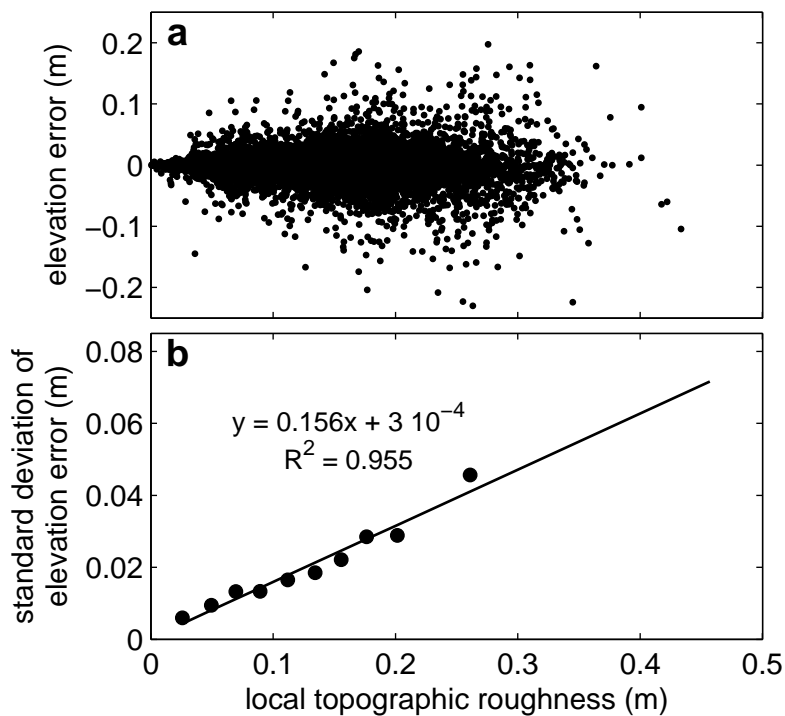 a
0.2
0.1
0
−0.1
−0.2
elevation error (m)
b
0.08
0.06
0.04
0.02
0
standard deviation of
elevation error (m)
y = 0.156x + 3 10⁻⁴
R² = 0.955
0 0.1 0.2 0.3 0.4 0.5
local topographic roughness (m)